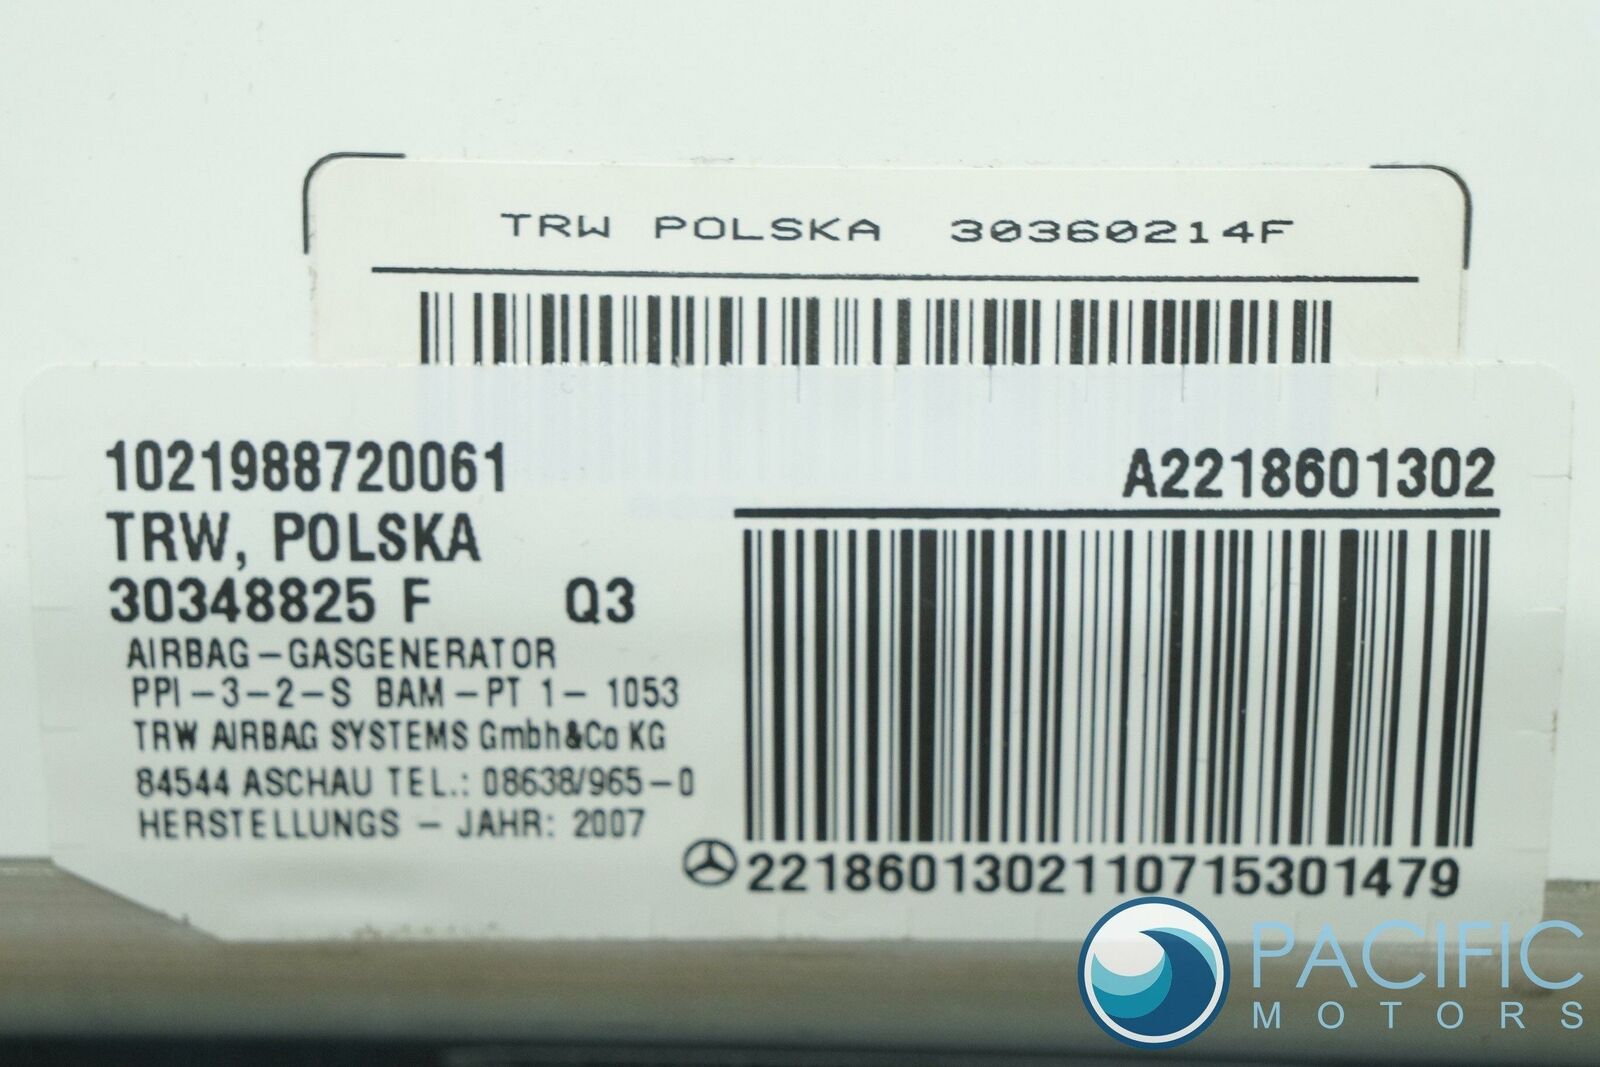 TRW POLSKA 30360214F
1021988720061
A2218601302
TRW, POLSKA
30348825 F Q3
AIRBAG-GASGENERATOR
PPI-3-2-S BAM-PT 1- 1053
TRW AIRBAG SYSTEMS Gmbh&Co KG
84544 ASCHAU TEL.: 08638/965-0
HERSTELLUNGS - JAHR: 2007
2218601302110715301479
PACIFIC
MOTORS